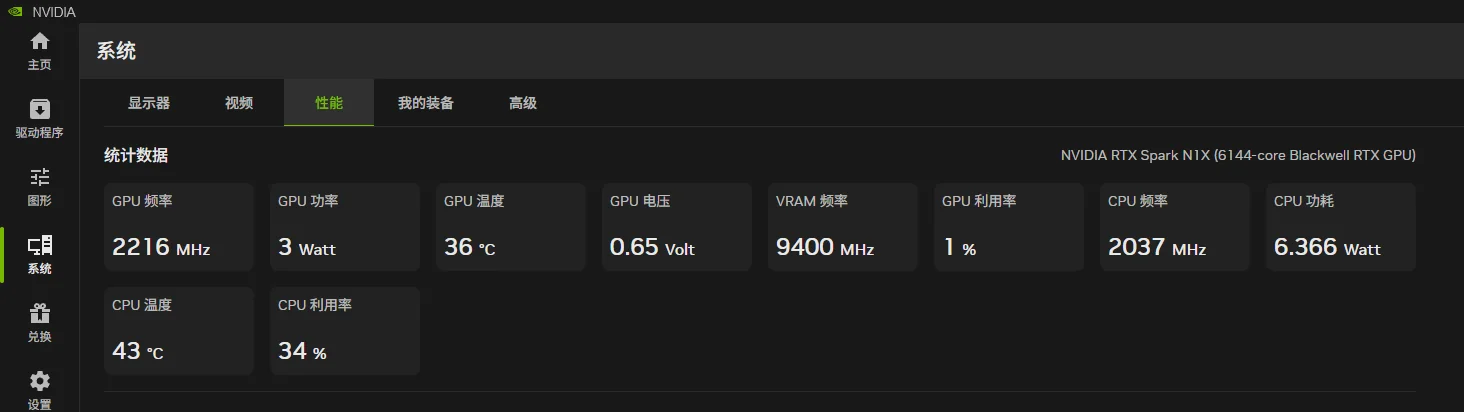 NVIDIA
主页
驱动程序
图形
系统
兑换
设置
系统
显示器 视频 性能 我的装备 高级
统计数据 NVIDIA RTX Spark N1X (6144-core Blackwell RTX GPU)
GPU 频率 GPU 功率 GPU 温度 GPU 电压 VRAM 频率 GPU 利用率 CPU 频率 CPU 功耗
2216 MHz 3 Watt 36 °C 0.65 Volt 9400 MHz 1 % 2037 MHz 6.366 Watt
CPU 温度 CPU 利用率
43 °C 34 %